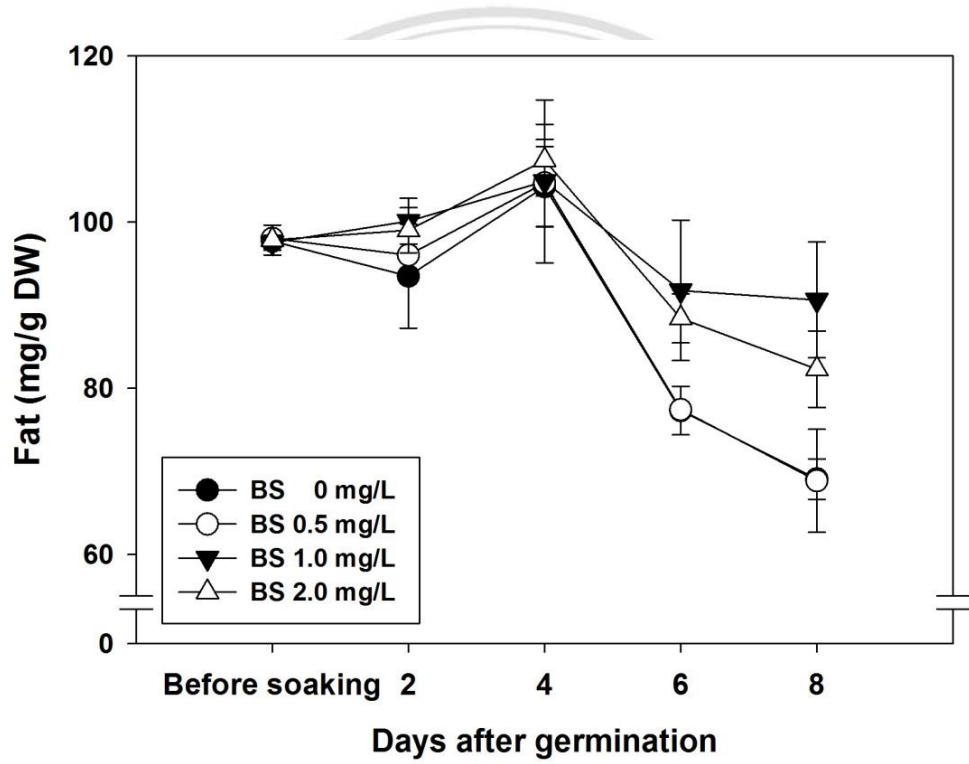 120
100
80
60
0
Fat (mg/g DW)
BS 0 mg/L
BS 0.5 mg/L
BS 1.0 mg/L
BS 2.0 mg/L
Before soaking 2 4 6 8
Days after germination